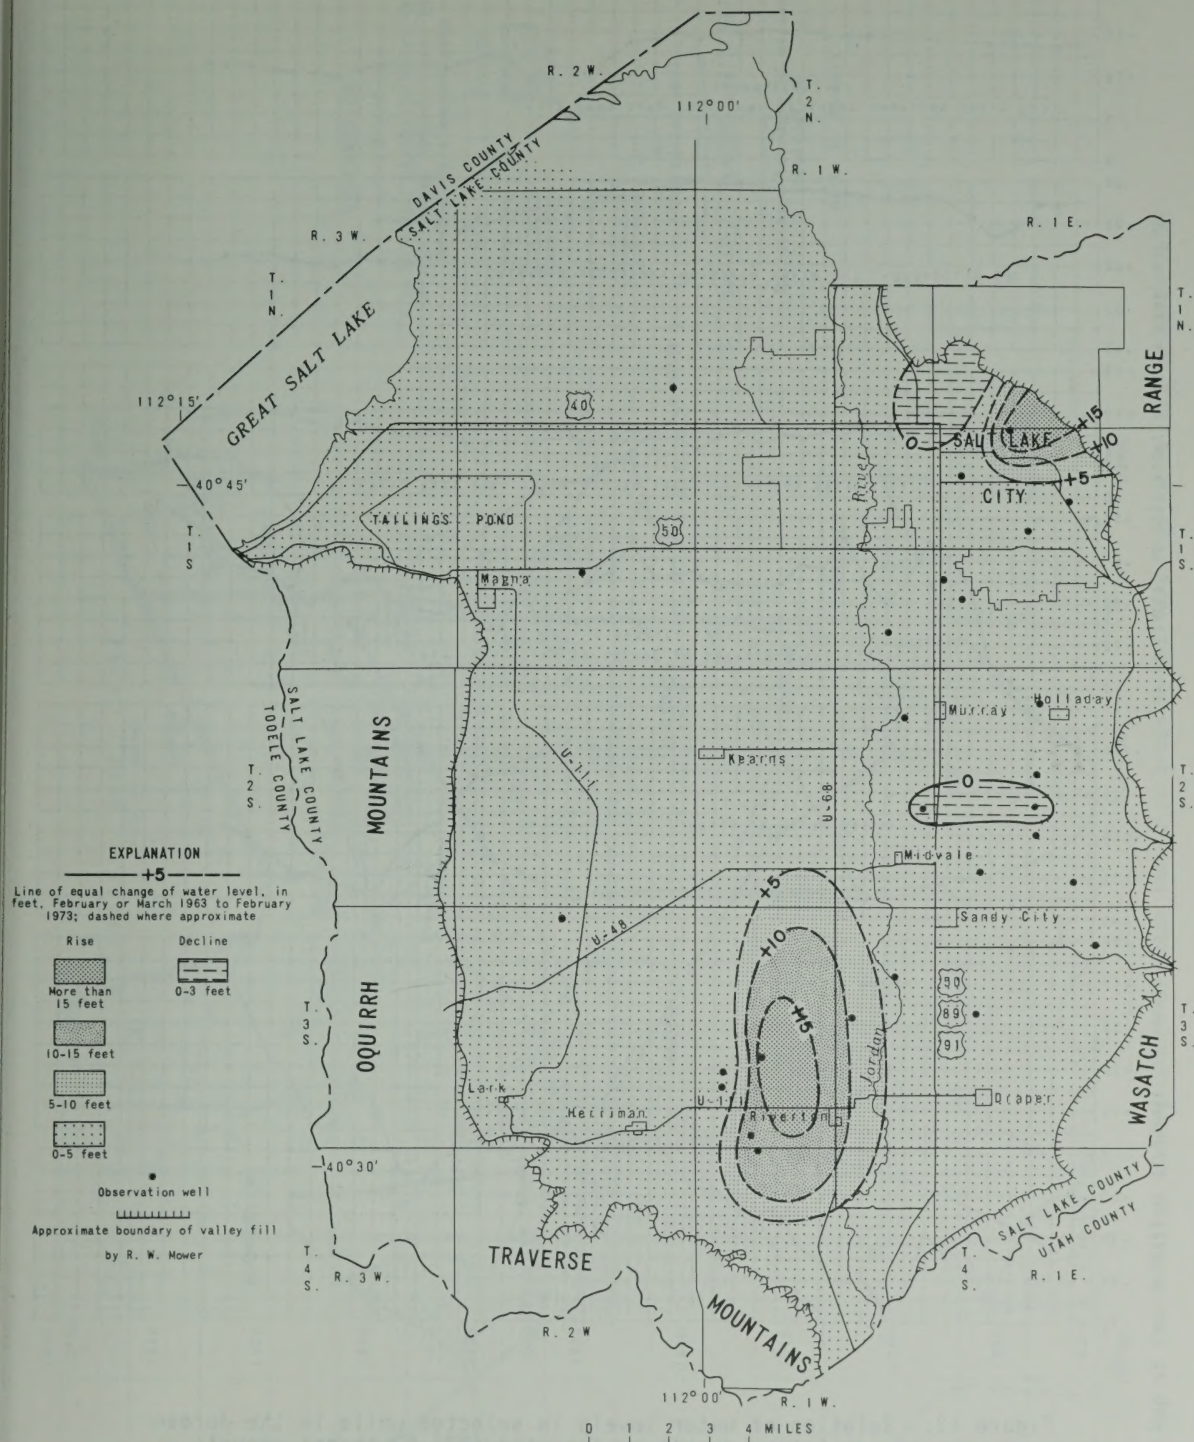 R. 2 W.
112°00'
T.
2
N.
DAVIS COUNTY
SALT LAKE COUNTY
R. 1 W.
R. 3 W.
R. 1 E.
T.
1
N.
T.
1
N.
GREAT SALT LAKE
RANGE
112°15'
40
+15
0
SALT LAKE
+10
40°45'
+5
CITY
River
TAILINGS POND
50
T.
1
S
T.
1
S.
Magna
SALT LAKE COUNTY
TOOELE COUNTY
Holladay
Murray
MOUNTAINS
U-111
Kearns
T.
2
S.
T.
2
S.
0
U-68
EXPLANATION
+5
Midvale
Line of equal change of water level, in
feet, February or March 1963 to February
1973; dashed where approximate
+5
Sandy City
Rise
Decline
U-48
+10
More than
15 feet
0-3 feet
90
89
91
T.
3
S.
T.
3
S.
+15
OQUIRRH
10-15 feet
Jordan
WASATCH
Lark
U-111
5-10 feet
Herriman
Riverton
Draper
0-5 feet
40°30'
Observation well
SALT LAKE COUNTY
UTAH COUNTY
Approximate boundary of valley fill
by R. W. Mower
TRAVERSE
T.
4
S.
R. 3 W.
T.
4
S.
R. 1 E.
R. 2 W
MOUNTAINS
112°00'
R. 1 W.
0 1 2 3 4 MILES